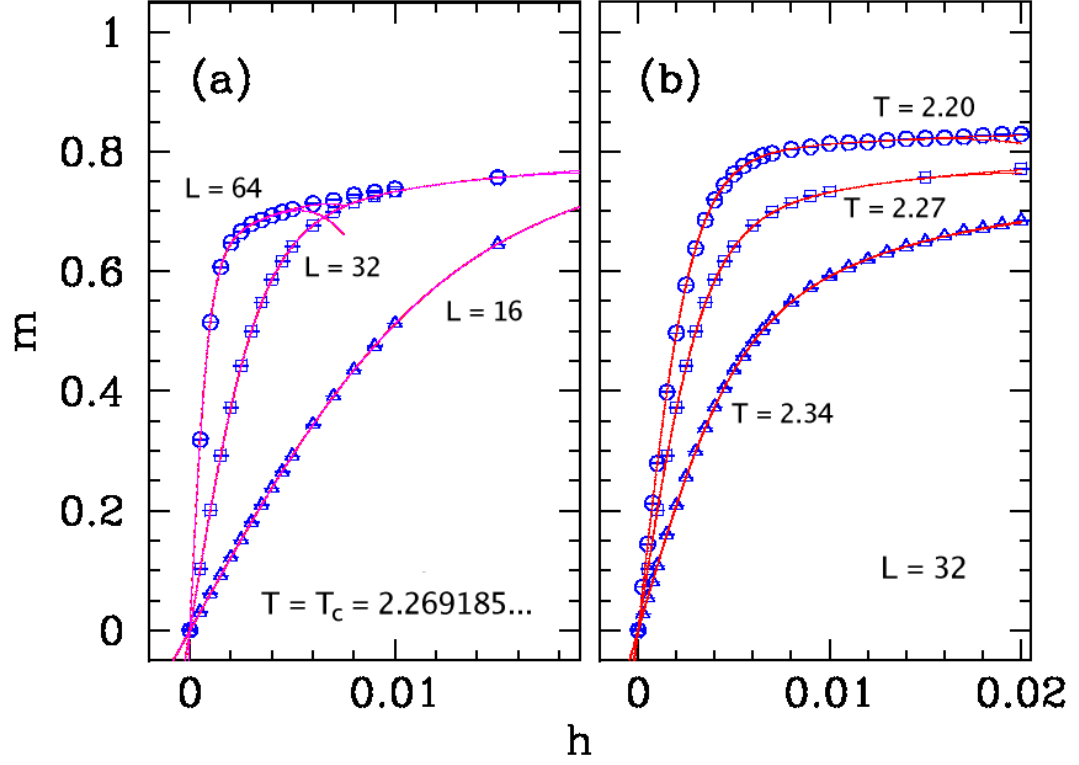 1
0.8
0.6
0.4
0.2
0
m
(a)
L = 64
L = 32
L = 16
T = T_c = 2.269185...
0
0.01
(b)
T = 2.20
T = 2.27
T = 2.34
L = 32
0
0.01
0.02
h